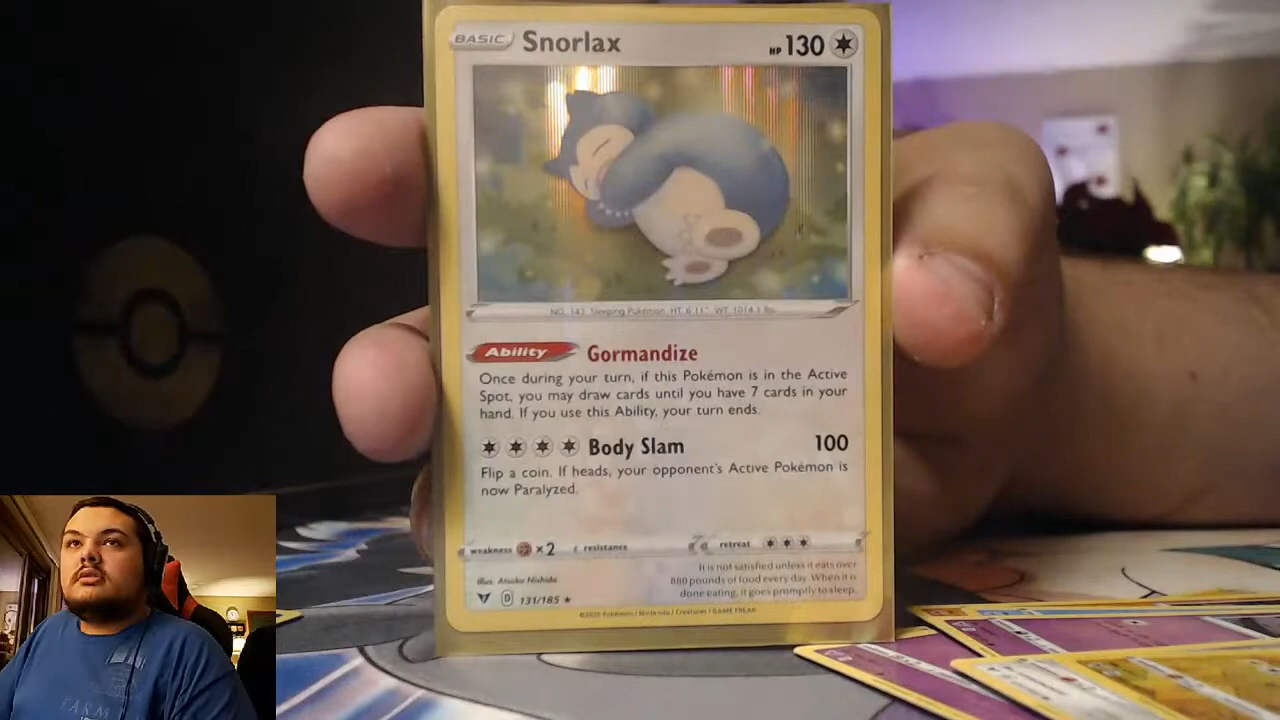 BASIC Snorlax HP 130
NO. 143 Sleeping Pokémon HT: 6'11" WT: 1014.1 lbs.
Ability Gormandize
Once during your turn, if this Pokémon is in the Active
Spot, you may draw cards until you have 7 cards in your
hand. If you use this Ability, your turn ends.
Body Slam 100
Flip a coin. If heads, your opponent's Active Pokémon is
now Paralyzed.
weakness ×2 resistance retreat
It is not satisfied unless it eats over
880 pounds of food every day. When it is
done eating, it goes promptly to sleep.
Illus. Atsuko Nishida
D 131/185 ★
©2020 Pokémon / Nintendo / Creatures / GAME FREAK